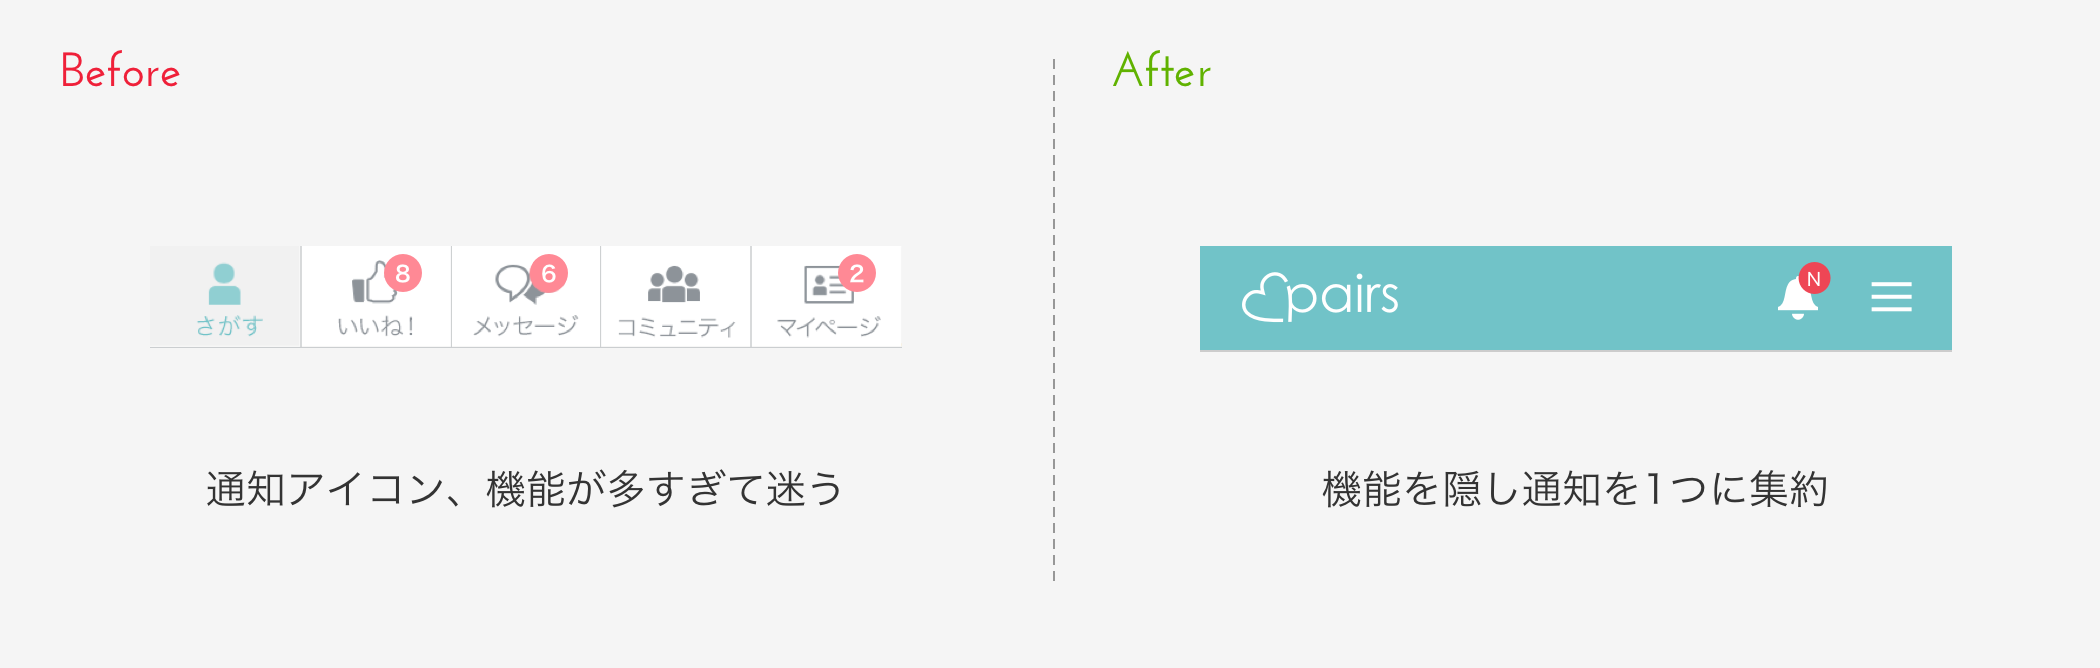 Before
8
6
2
さがす
いいね！
メッセージ
コミュニティ
マイページ
通知アイコン、機能が多すぎて迷う
After
pairs
N
機能を隠し通知を1つに集約